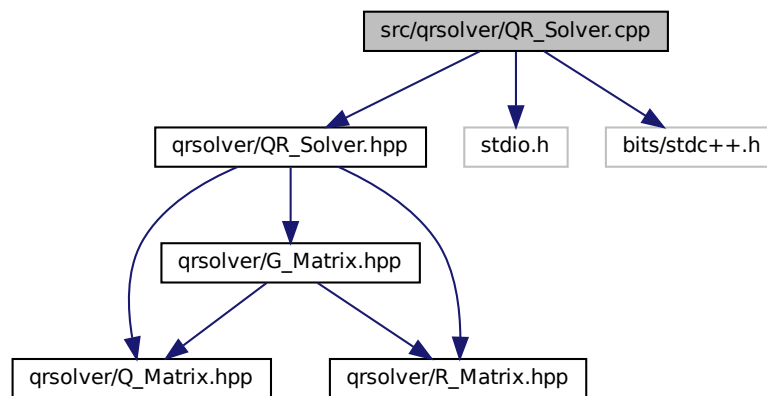 src/qrsolver/QR_Solver.cpp
qrsolver/QR_Solver.hpp
stdio.h
bits/stdc++.h
qrsolver/G_Matrix.hpp
qrsolver/Q_Matrix.hpp
qrsolver/R_Matrix.hpp